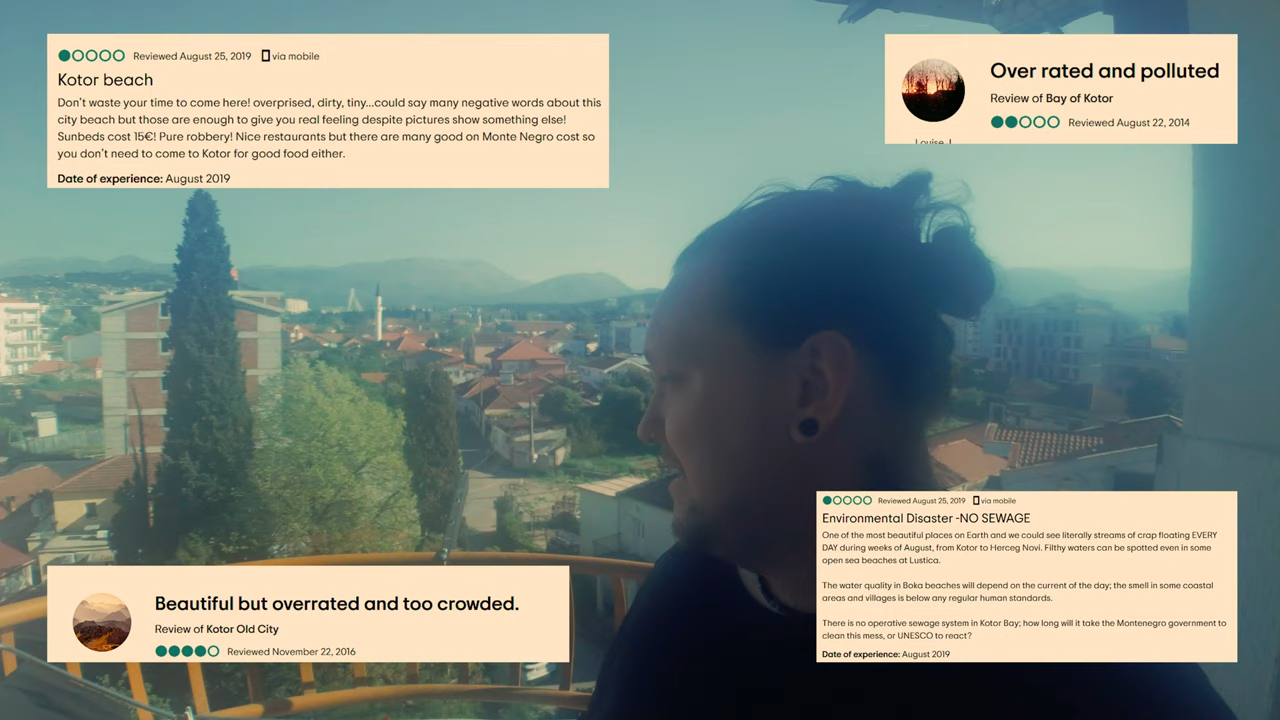 Reviewed August 25, 2019 via mobile
Kotor beach
Don't waste your time to come here! overprised, dirty, tiny...could say many negative words about this
city beach but those are enough to give you real feeling despite pictures show something else!
Sunbeds cost 15€! Pure robbery! Nice restaurants but there are many good on Monte Negro cost so
you don't need to come to Kotor for good food either.
Date of experience: August 2019
Over rated and polluted
Review of Bay of Kotor
Reviewed August 22, 2014
Louise J
Beautiful but overrated and too crowded.
Review of Kotor Old City
Reviewed November 22, 2016
Reviewed August 25, 2019 via mobile
Environmental Disaster -NO SEWAGE
One of the most beautiful places on Earth and we could see literally streams of crap floating EVERY
DAY during weeks of August, from Kotor to Herceg Novi. Filthy waters can be spotted even in some
open sea beaches at Lustica.
The water quality in Boka beaches will depend on the current of the day; the smell in some coastal
areas and villages is below any regular human standards.
There is no operative sewage system in Kotor Bay; how long will it take the Montenegro government to
clean this mess, or UNESCO to react?
Date of experience: August 2019